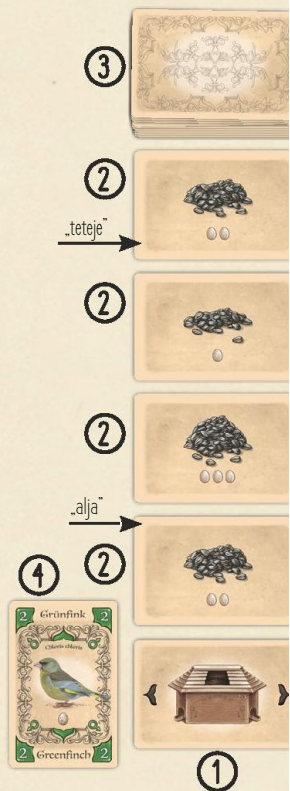 3
2
„teteje”
2
2
„alja”
2
4
2 Grünfink 2
Chloris chloris
2 Greenfinch 2
1